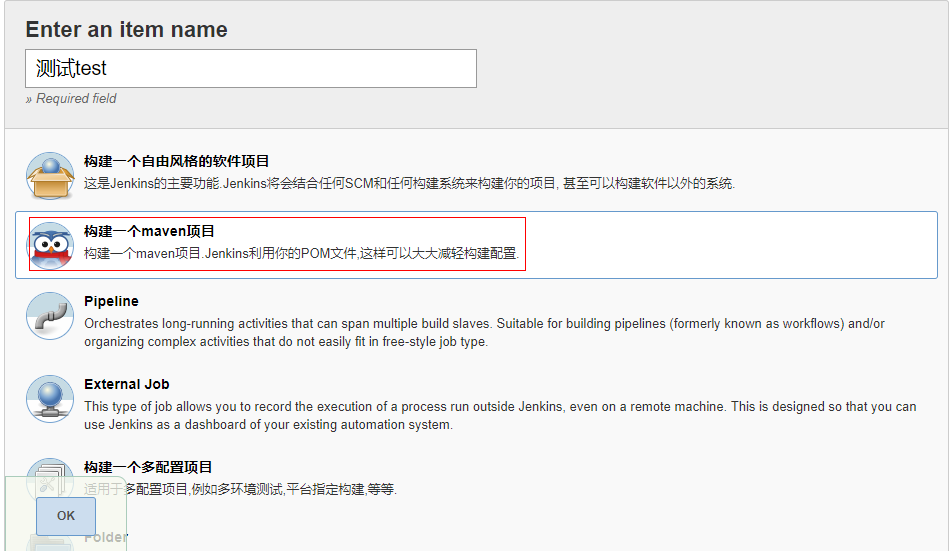 Enter an item name
测试test
» Required field
构建一个自由风格的软件项目
这是Jenkins的主要功能.Jenkins将会结合任何SCM和任何构建系统来构建你的项目, 甚至可以构建软件以外的系统.
构建一个maven项目
构建一个maven项目.Jenkins利用你的POM文件,这样可以大大减轻构建配置.
Pipeline
Orchestrates long-running activities that can span multiple build slaves. Suitable for building pipelines (formerly known as workflows) and/or
organizing complex activities that do not easily fit in free-style job type.
External Job
This type of job allows you to record the execution of a process run outside Jenkins, even on a remote machine. This is designed so that you can
use Jenkins as a dashboard of your existing automation system.
构建一个多配置项目
适用于多配置项目,例如多环境测试,平台指定构建,等等.
OK
Folder